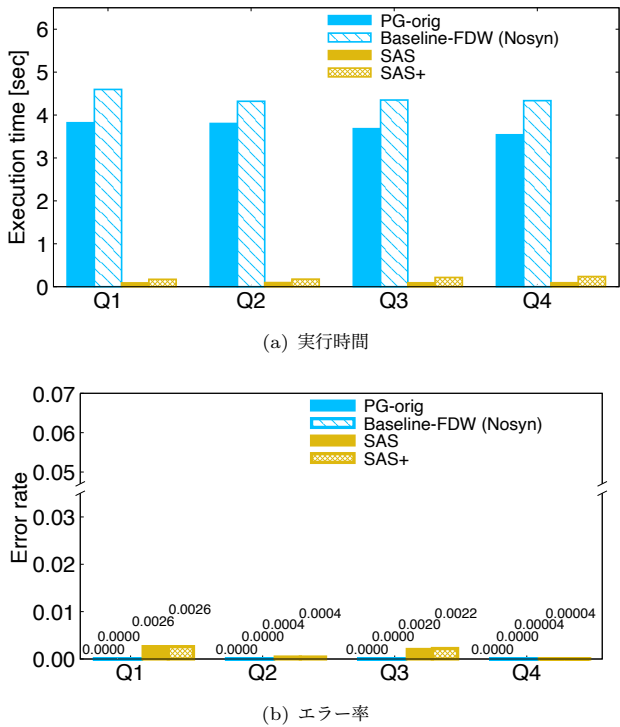 PG-orig
Baseline-FDW (Nosyn)
SAS
SAS+
Execution time [sec]
6
5
4
3
2
1
0
Q1 Q2 Q3 Q4
(a) 実行時間
PG-orig
Baseline-FDW (Nosyn)
SAS
SAS+
Error rate
0.07
0.06
0.05
0.03
0.02
0.01
0.00
0.0000 0.0000 0.0026 0.0026
0.0000 0.0000 0.0004 0.0004
0.0000 0.0000 0.0020 0.0022
0.0000 0.0000 0.00004 0.00004
Q1 Q2 Q3 Q4
(b) エラー率